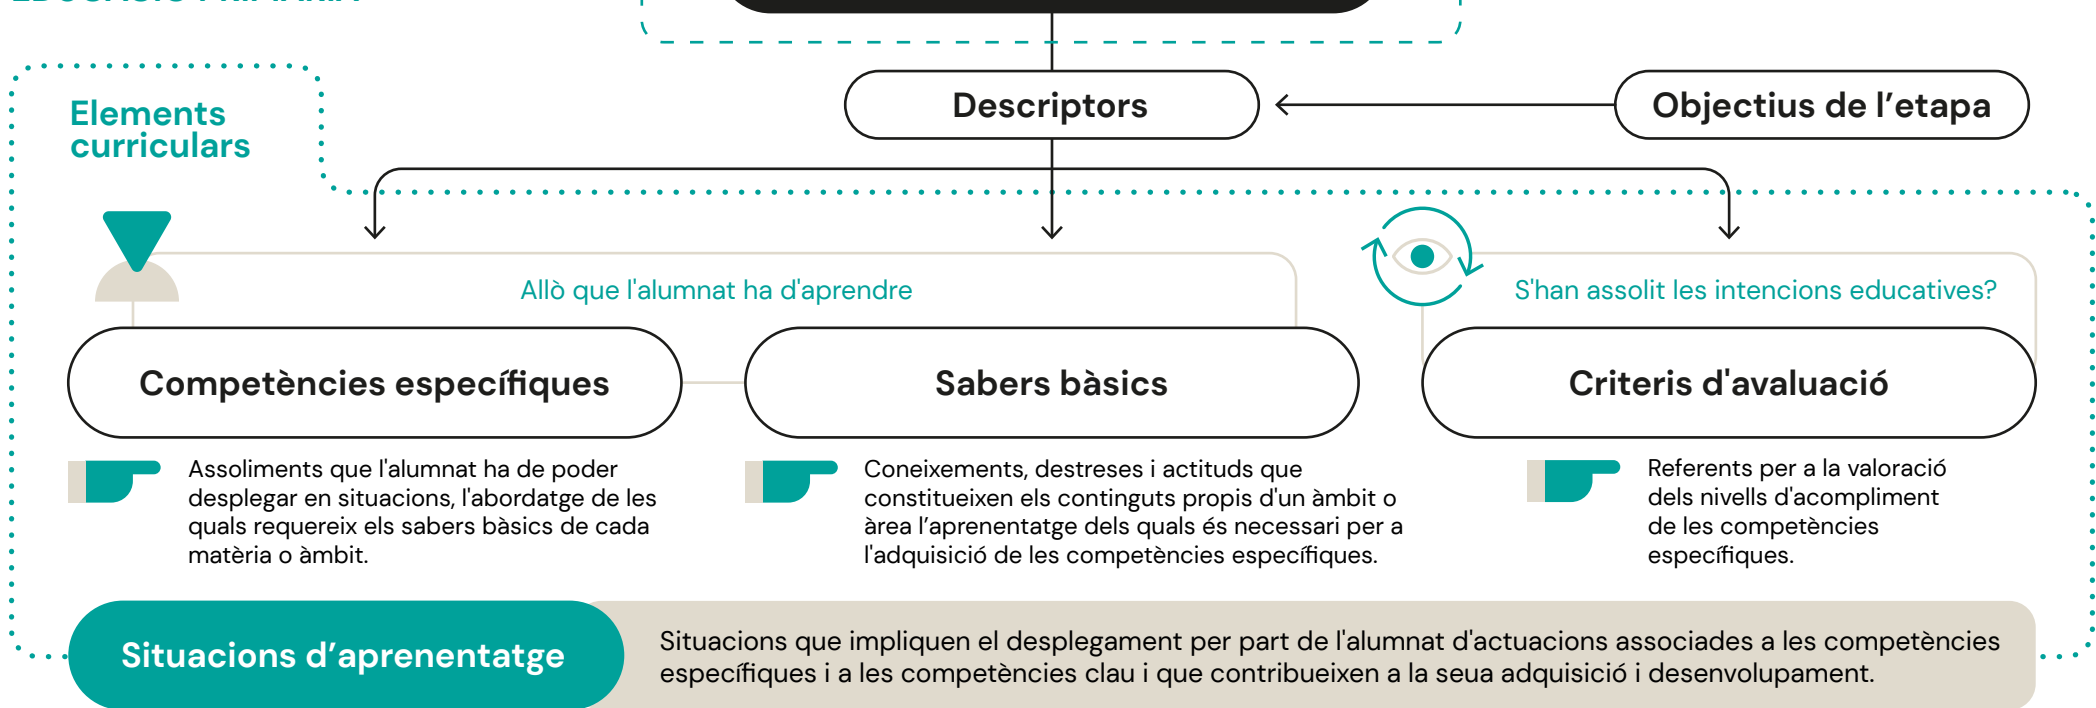 Descriptors
Objectius de l’etapa
Elements
curriculars
Allò que l'alumnat ha d'aprendre
S'han assolit les intencions educatives?
Competències específiques
Sabers bàsics
Criteris d'avaluació
Assoliments que l'alumnat ha de poder
desplegar en situacions, l'abordatge de les
quals requereix els sabers bàsics de cada
matèria o àmbit.
Coneixements, destreses i actituds que
constitueixen els continguts propis d'un àmbit o
àrea l’aprenentatge dels quals és necessari per a
l'adquisició de les competències específiques.
Referents per a la valoració
dels nivells d'acompliment
de les competències
específiques.
Situacions d’aprenentatge
Situacions que impliquen el desplegament per part de l'alumnat d'actuacions associades a les competències
específiques i a les competències clau i que contribueixen a la seua adquisició i desenvolupament.